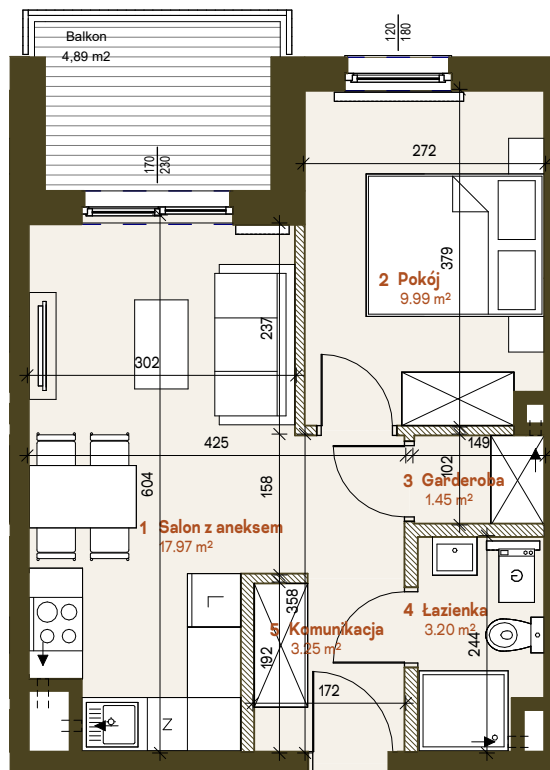 Balkon
4,89 m2
120
180
170
230
272
379
2 Pokój
9.99 m²
237
302
425
149
102
604
158
3 Garderoba
1.45 m²
1 Salon z aneksem
17.97 m²
358
4 Łazienka
3.20 m²
5 Komunikacja
3.25 m²
192
244
172
L
Z